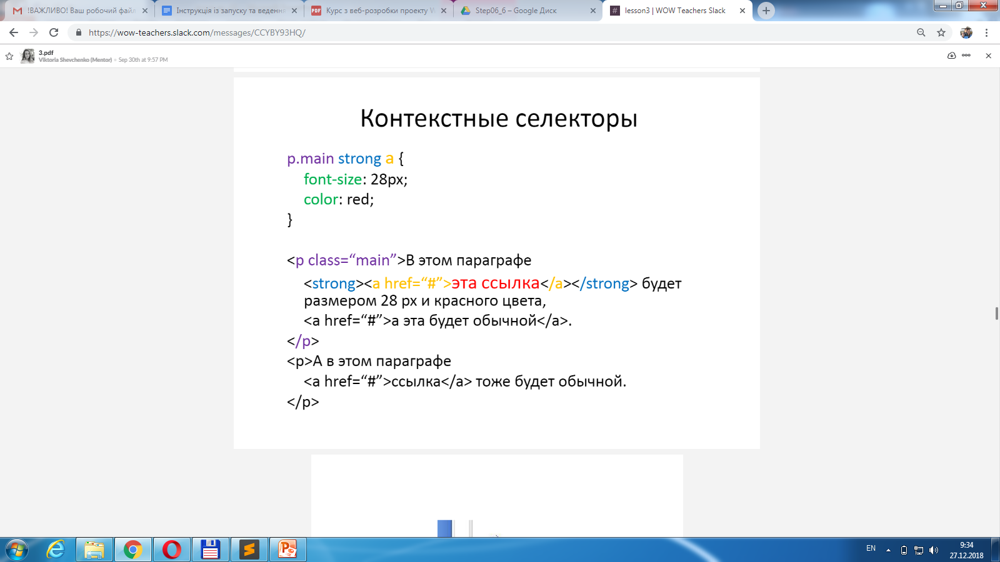 !ВАЖЛИВО! Ваш робочий файл
Інструкція із запуску та ведення
Курс з веб-розробки проекту W
Step06_6 – Google Диск
lesson3 | WOW Teachers Slack
https://wow-teachers.slack.com/messages/CCYBY93HQ/
3.pdf
Viktoria Shevchenko (Mentor) Sep 30th at 9:57 PM
Контекстные селекторы
p.main strong a {
font-size: 28px;
color: red;
}
<p class=“main”>В этом параграфе
<strong><a href=“#”>эта ссылка</a></strong> будет
размером 28 px и красного цвета,
<a href=“#”>а эта будет обычной</a>.
</p>
<p>А в этом параграфе
<a href=“#”>ссылка</a> тоже будет обычной.
</p>
EN
9:34
27.12.2018